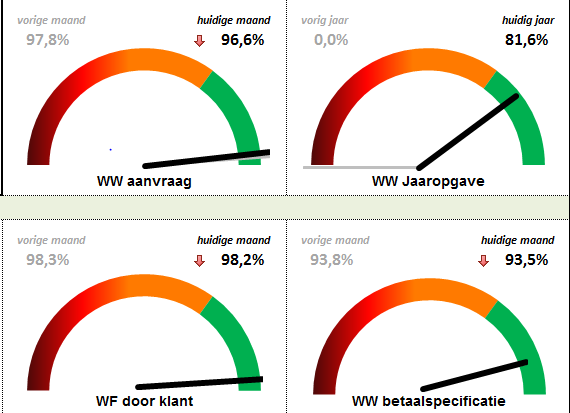 vorige maand huidige maand
97,8% 96,6%
WW aanvraag
vorig jaar huidig jaar
0,0% 81,6%
WW Jaaropgave
vorige maand huidige maand
98,3% 98,2%
WF door klant
vorige maand huidige maand
93,8% 93,5%
WW betaalspecificatie